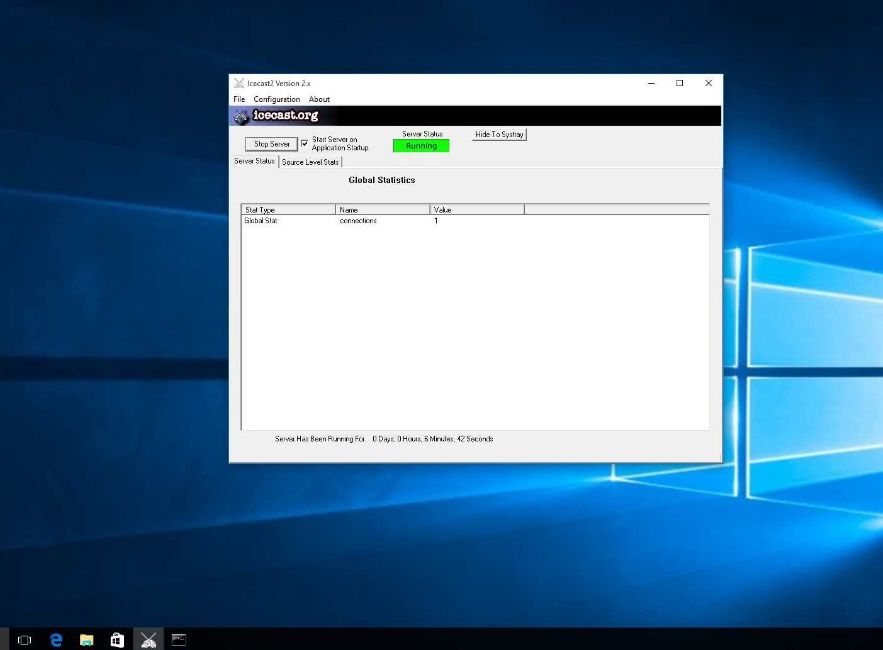 Icecast2 Version 2.x
File Configuration About
icecast.org
Stop Server
Start Server on
Application Startup
Server Status
Running
Hide To Systray
Server Status Source Level Stats
Global Statistics
Stat Type Name Value
Global Stat connections 1
Server Has Been Running For 0 Days, 0 Hours, 6 Minutes, 42 Seconds